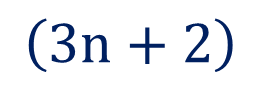 (3n + 2)